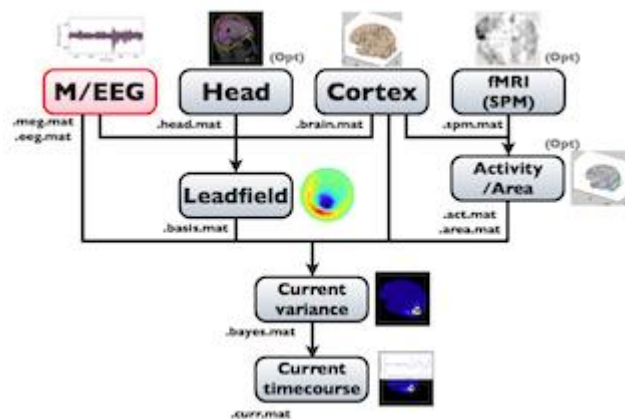 (Opt)
(Opt)
M/EEG
Head
Cortex
fMRI
(SPM)
.meg.mat
.eeg.mat
.head.mat
.brain.mat
.spm.mat
(Opt)
Leadfield
Activity
/Area
.basis.mat
.act.mat
.area.mat
Current
variance
.bayes.mat
Current
timecourse
.curr.mat